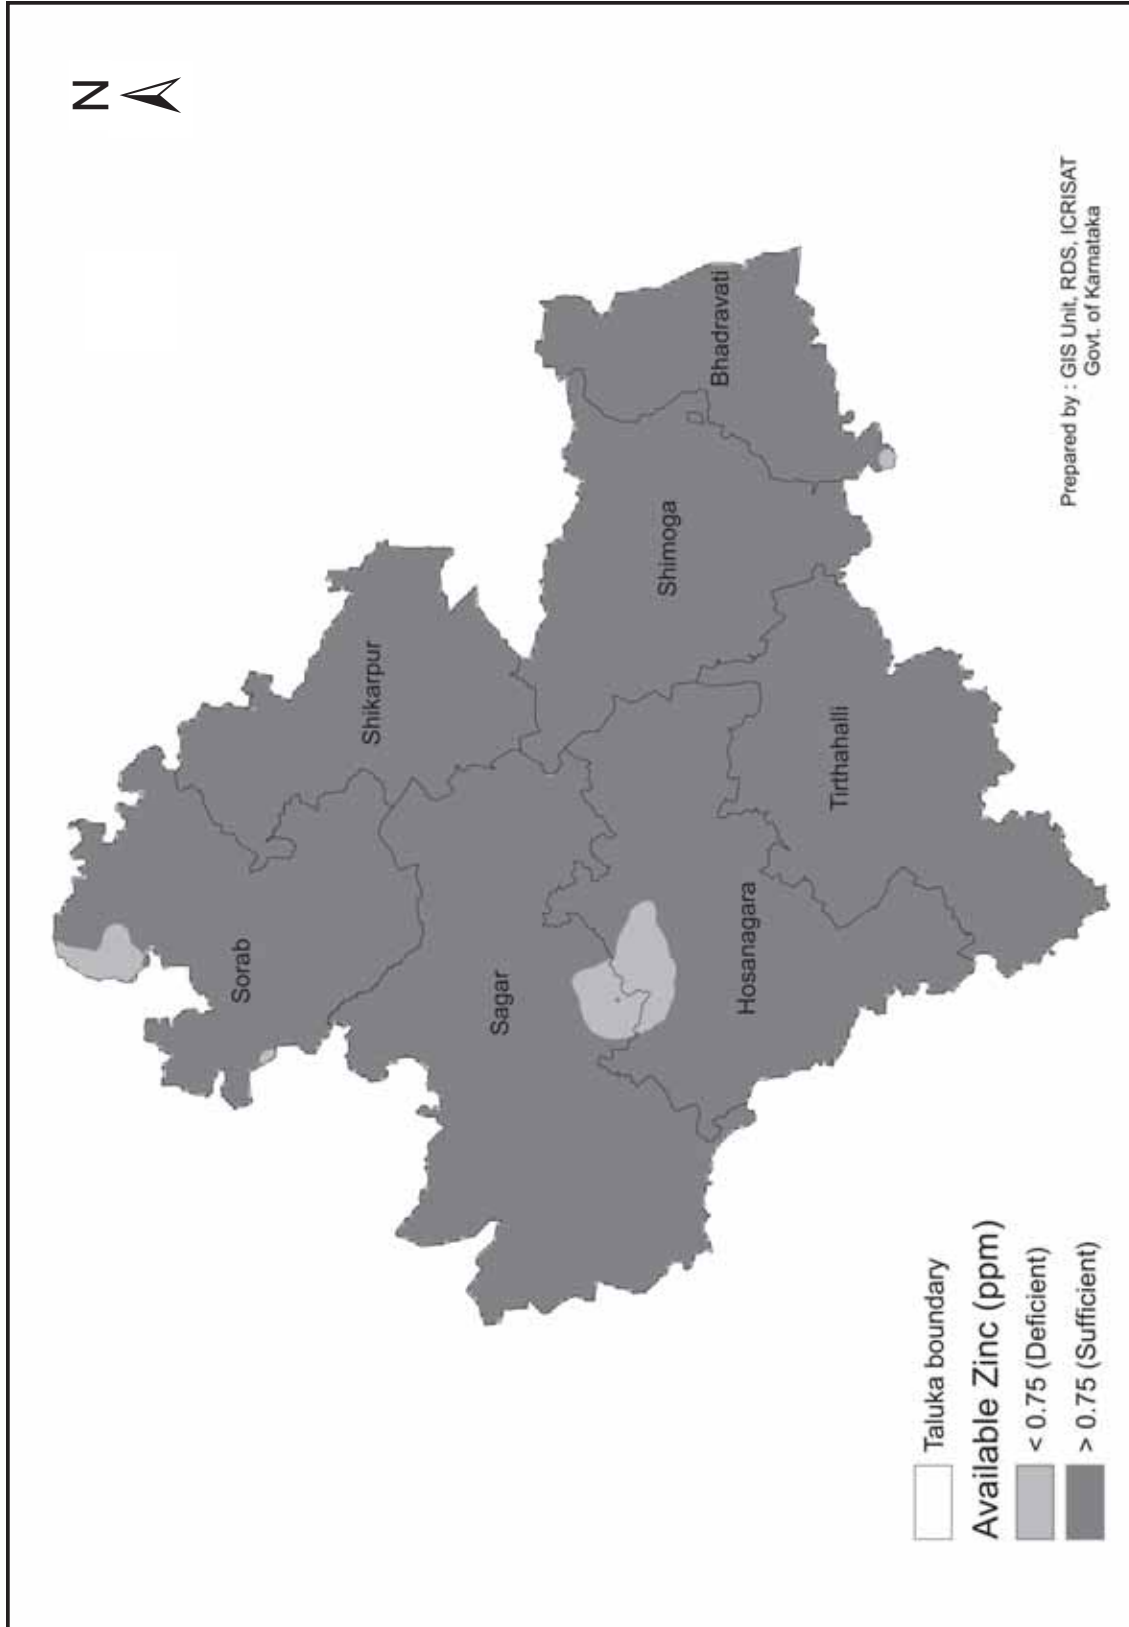 N
Sorab
Shikarpur
Sagar
Hosanagara
Shimoga
Bhadravati
Tirthahalli
Taluka boundary
Available Zinc (ppm)
< 0.75 (Deficient)
> 0.75 (Sufficient)
Prepared by : GIS Unit, RDS, ICRISAT
Govt. of Karnataka